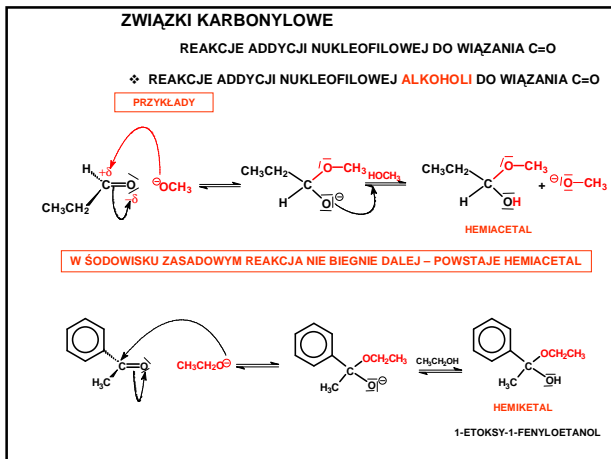 ZWIĄZKI KARBONYLOWE
REAKCJE ADDYCJI NUKLEOFILOWEJ DO WIĄZANIA C=O
❖ REAKCJE ADDYCJI NUKLEOFILOWEJ ALKOHOLI DO WIĄZANIA C=O
PRZYKŁADY
H +δ C=O −δ CH3CH2
⊖OCH3
CH3CH2 O–CH3 C H O ⊖
HOCH3
CH3CH2 O–CH3 C H OH
+ ⊖O–CH3
HEMIACETAL
W ŚODOWISKU ZASADOWYM REAKCJA NIE BIEGNIE DALEJ – POWSTAJE HEMIACETAL
C=O H3C
CH3CH2O⊖
OCH2CH3 C H3C O ⊖
CH3CH2OH
OCH2CH3 C H3C OH
HEMIKETAL
1-ETOKSY-1-FENYLOETANOL